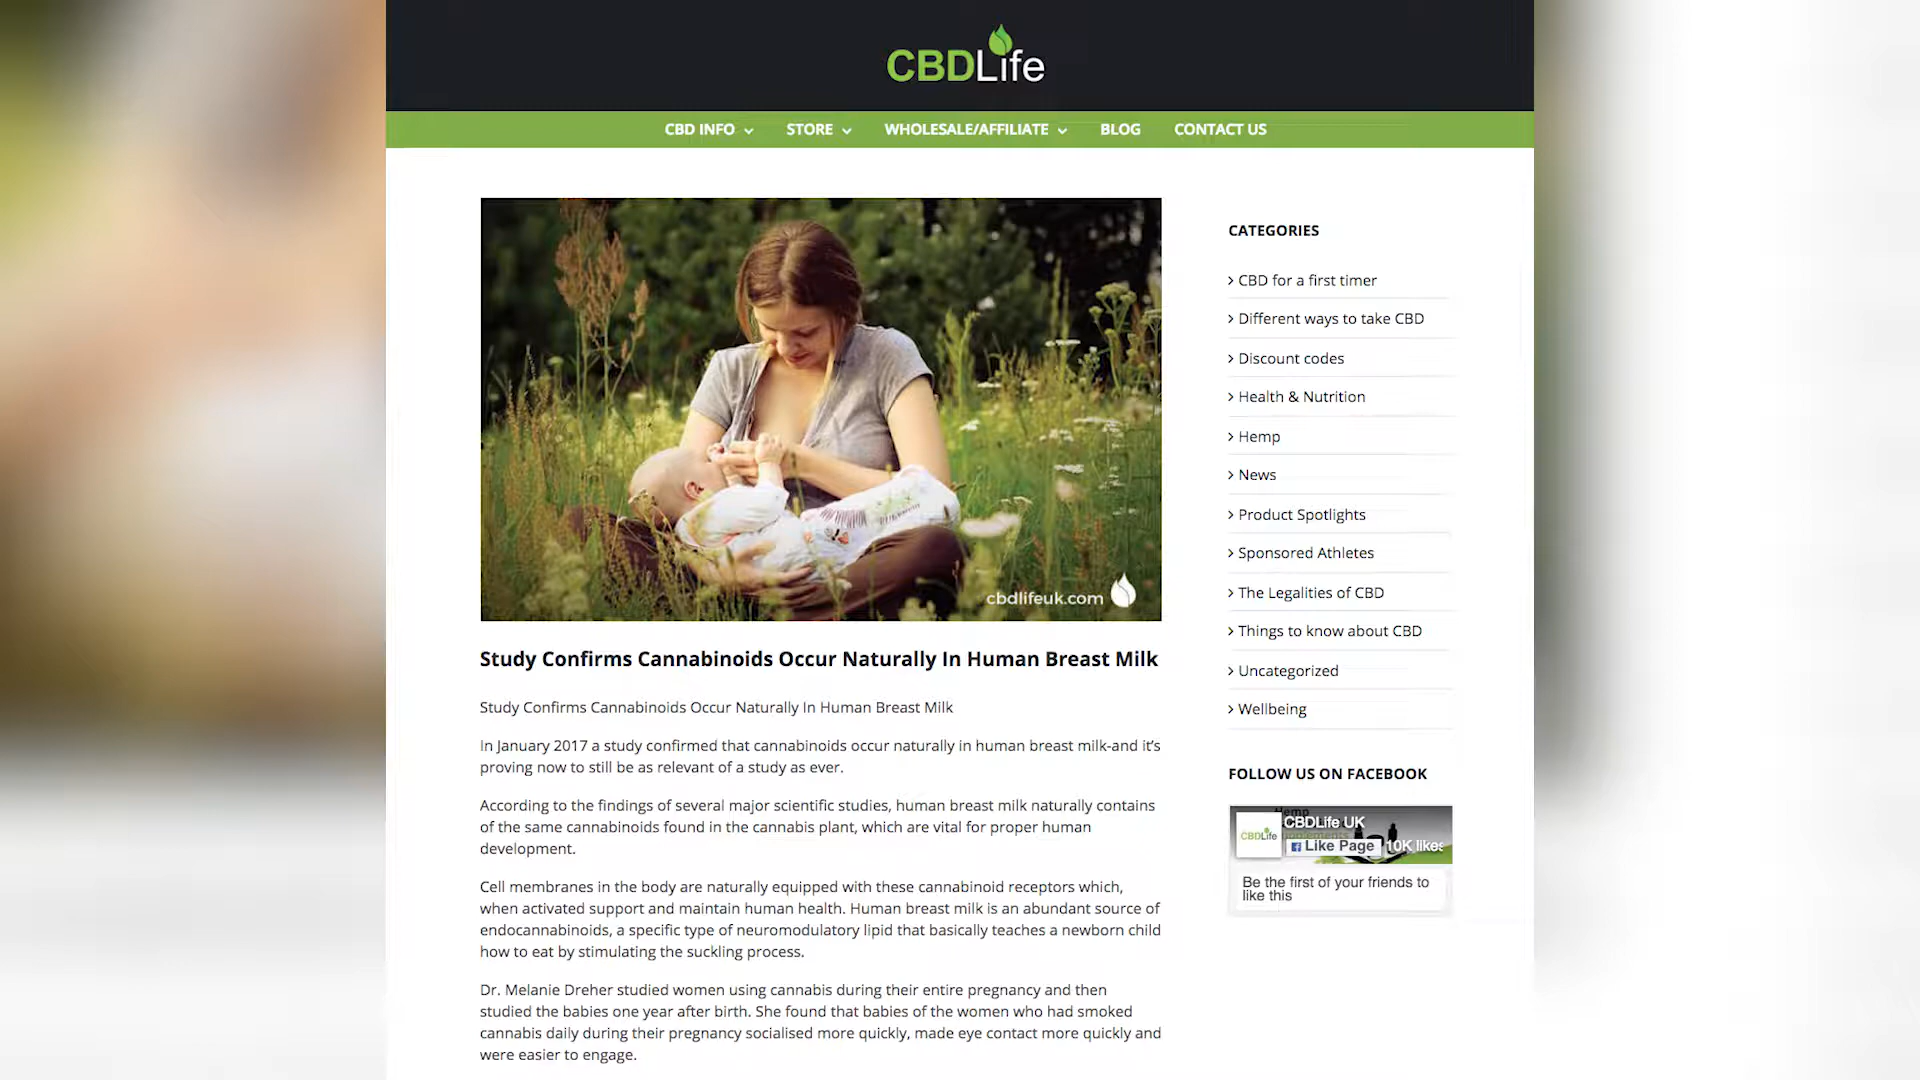 CBDLife
CBD INFO
STORE
WHOLESALE/AFFILIATE
BLOG
CONTACT US
cbdlifeuk.com
Study Confirms Cannabinoids Occur Naturally In Human Breast Milk
Study Confirms Cannabinoids Occur Naturally In Human Breast Milk
In January 2017 a study confirmed that cannabinoids occur naturally in human breast milk-and it's
proving now to still be as relevant of a study as ever.
According to the findings of several major scientific studies, human breast milk naturally contains
of the same cannabinoids found in the cannabis plant, which are vital for proper human
development.
Cell membranes in the body are naturally equipped with these cannabinoid receptors which,
when activated support and maintain human health. Human breast milk is an abundant source of
endocannabinoids, a specific type of neuromodulatory lipid that basically teaches a newborn child
how to eat by stimulating the suckling process.
Dr. Melanie Dreher studied women using cannabis during their entire pregnancy and then
studied the babies one year after birth. She found that babies of the women who had smoked
cannabis daily during their pregnancy socialised more quickly, made eye contact more quickly and
were easier to engage.
CATEGORIES
CBD for a first timer
Different ways to take CBD
Discount codes
Health & Nutrition
Hemp
News
Product Spotlights
Sponsored Athletes
The Legalities of CBD
Things to know about CBD
Uncategorized
Wellbeing
FOLLOW US ON FACEBOOK
Hemp
CBDLife UK
CBDLife
Like Page
10K likes
Be the first of your friends to
like this